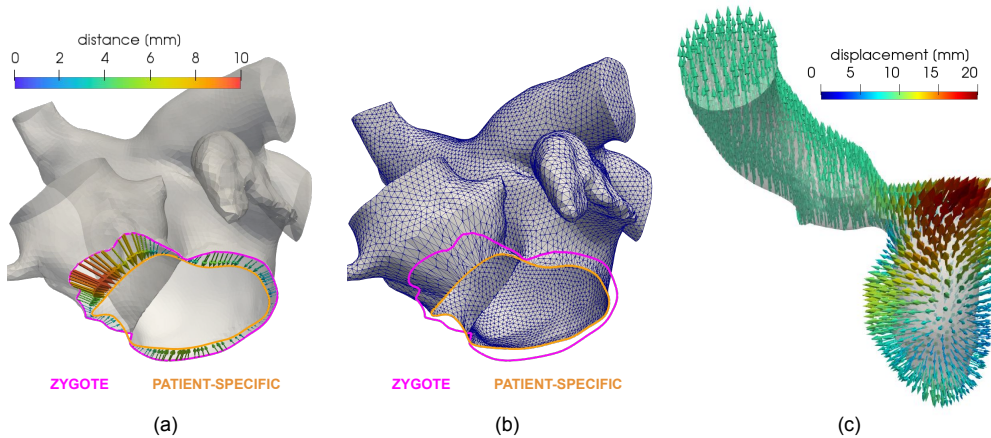 distance [mm]
0 2 4 6 8 10
displacement [mm]
0 5 10 15 20
ZYGOTE PATIENT-SPECIFIC
ZYGOTE PATIENT-SPECIFIC
(a)
(b)
(c)